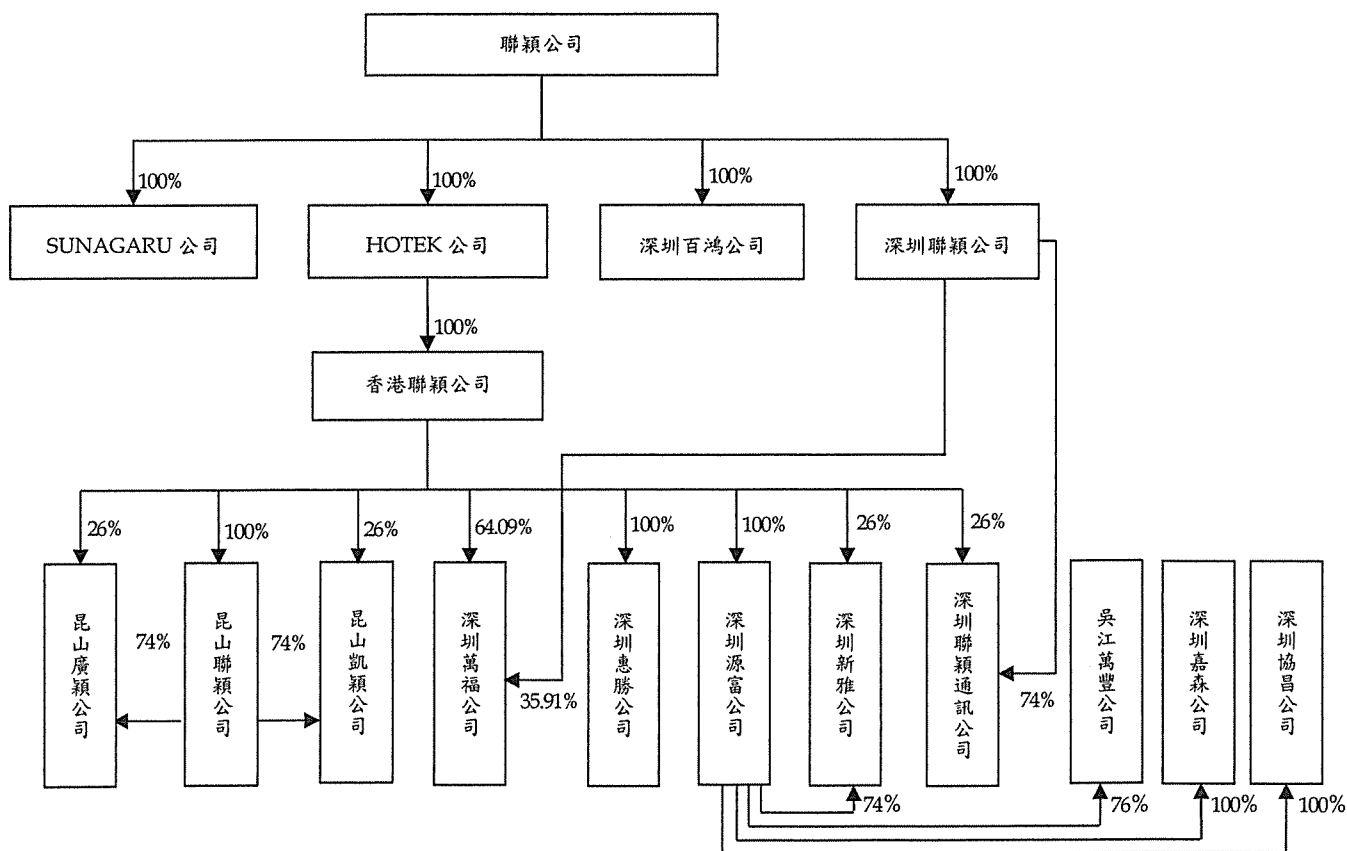 聯穎公司
100%
100%
100%
100%
SUNAGARU 公司
HOTEK 公司
深圳百鴻公司
深圳聯穎公司
100%
香港聯穎公司
26%
100%
26%
64.09%
100%
100%
26%
26%
昆山廣穎公司
74%
昆山聯穎公司
74%
昆山凱穎公司
深圳萬福公司
35.91%
深圳惠勝公司
深圳源富公司
深圳新雅公司
深圳聯穎通訊公司
74%
吳江萬豐公司
深圳嘉森公司
深圳協昌公司
74%
76%
100%
100%